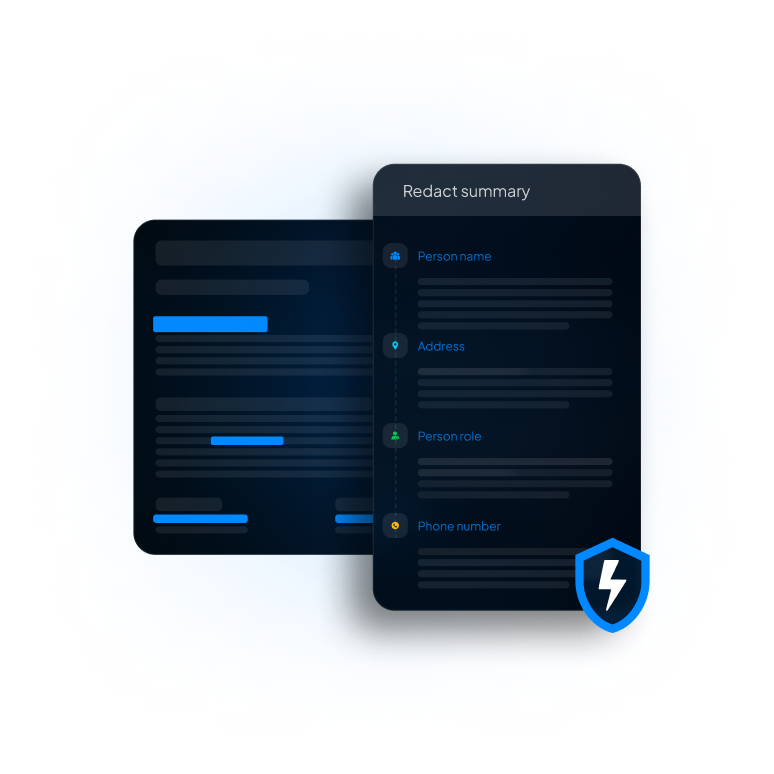 Redact summary
Person name
Address
Person role
Phone number